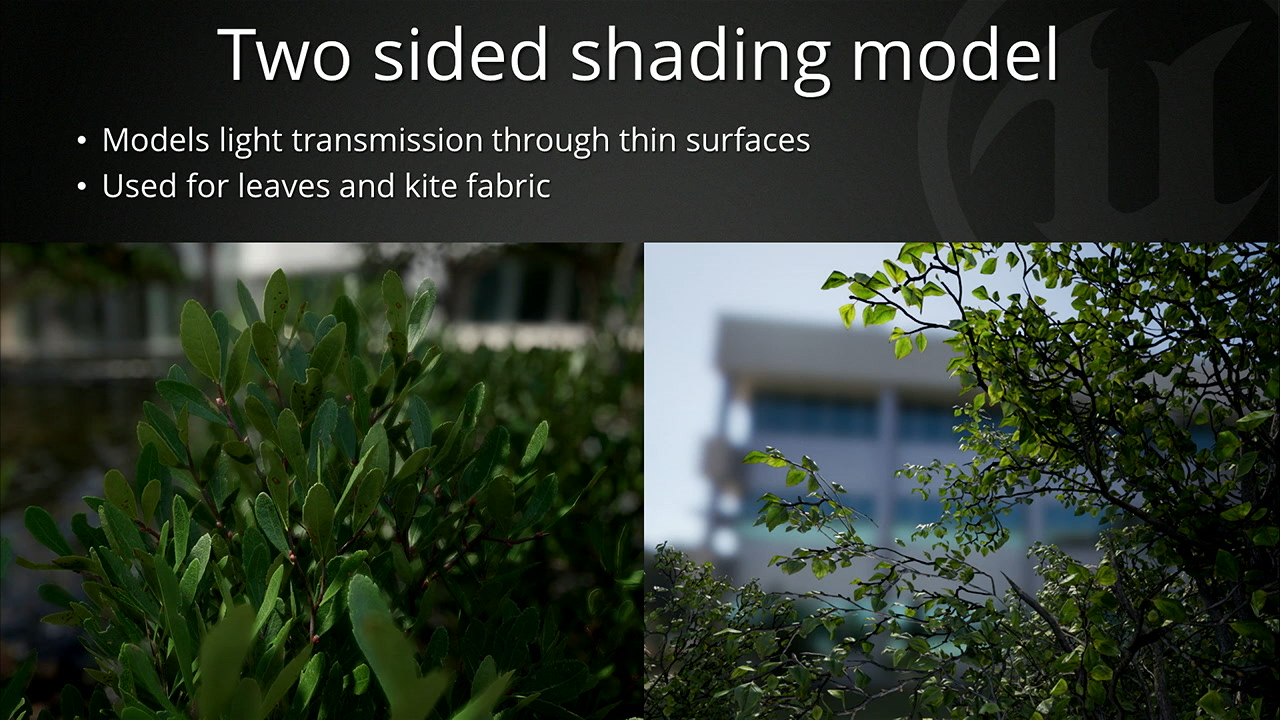 Two sided shading model
• Models light transmission through thin surfaces
• Used for leaves and kite fabric